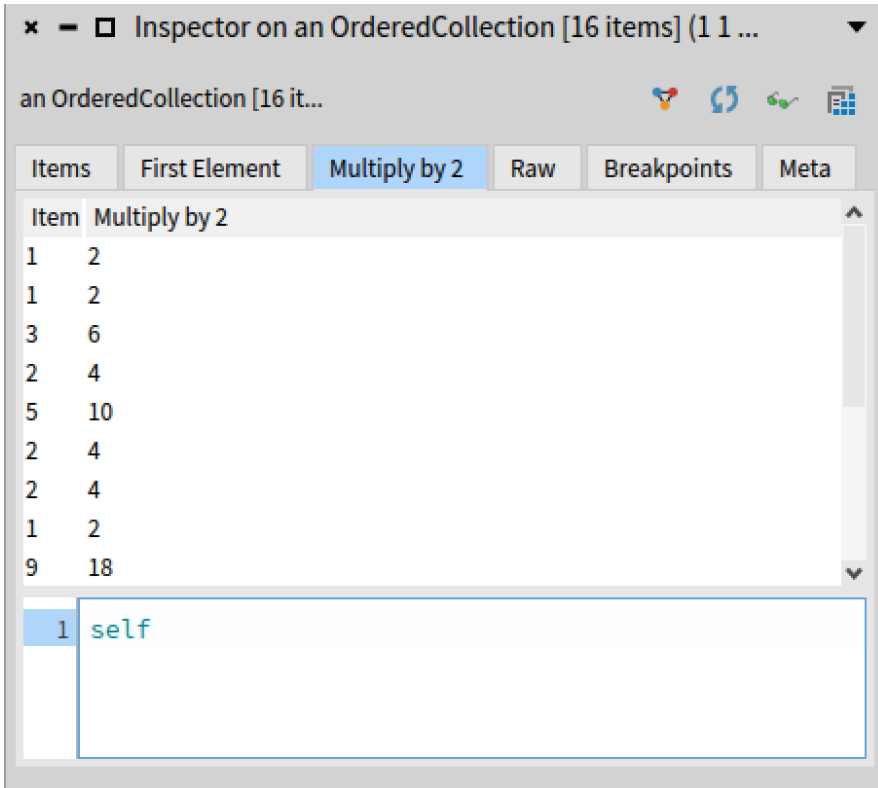 Inspector on an OrderedCollection [16 items] (1 1 ...
an OrderedCollection [16 it...
Items First Element Multiply by 2 Raw Breakpoints Meta
Item Multiply by 2
1 2
1 2
3 6
2 4
5 10
2 4
2 4
1 2
9 18
1 self